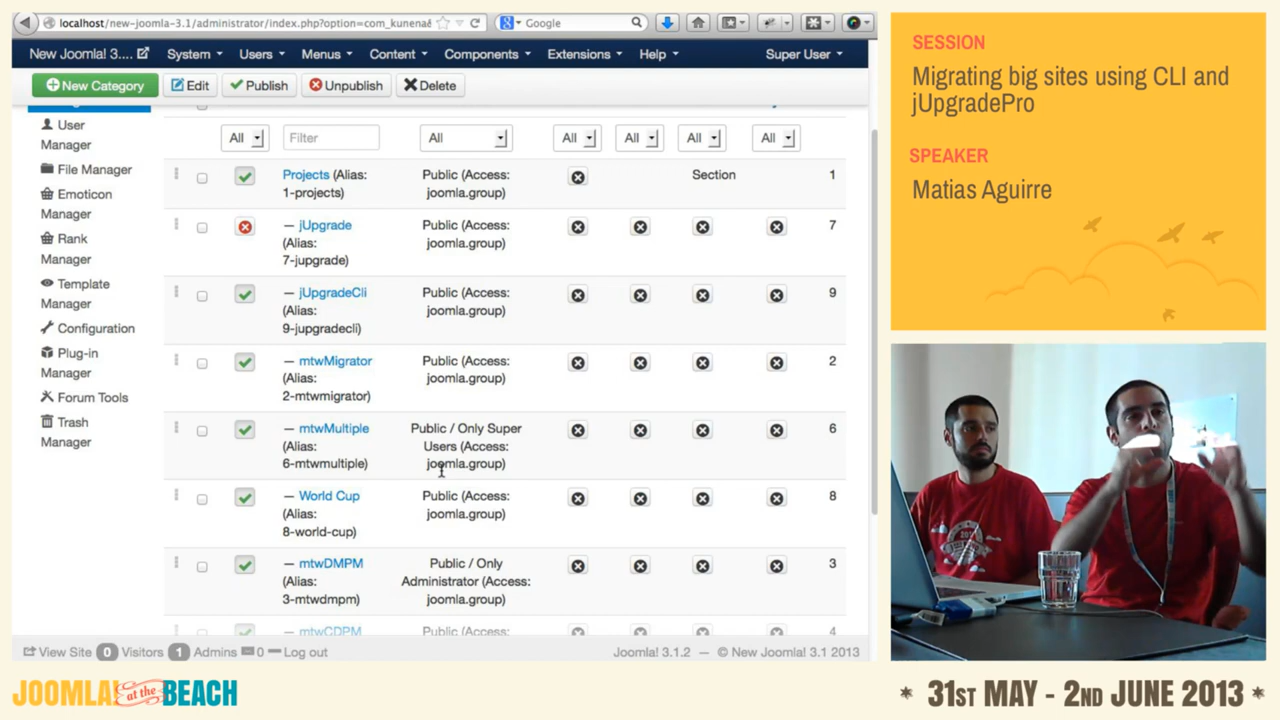 localhost/new-joomla-3.1/administrator/index.php?option=com_kunena&
Google
New Joomla! 3.... System Users Menus Content Components Extensions Help Super User
New Category Edit Publish Unpublish Delete
User
Manager
File Manager
Emoticon
Manager
Rank
Manager
Template
Manager
Configuration
Plug-in
Manager
Forum Tools
Trash
Manager
All Filter All All All All All
Projects (Alias: Public (Access: Section 1
1-projects) joomla.group)
— jUpgrade Public (Access: 7
(Alias: joomla.group)
7-jupgrade)
— jUpgradeCli Public (Access: 9
(Alias: joomla.group)
9-jupgradecli)
— mtwMigrator Public (Access: 2
(Alias: joomla.group)
2-mtwmigrator)
— mtwMultiple Public / Only Super 6
(Alias: Users (Access:
6-mtwmultiple) joomla.group)
— World Cup Public (Access: 8
(Alias: joomla.group)
8-world-cup)
— mtwDMPM Public / Only 3
(Alias: Administrator (Access:
3-mtwdmpm) joomla.group)
— mtwCDPM Public (Access: 4
View Site 0 Visitors 1 Admins 0 Log out Joomla! 3.1.2 — © New Joomla! 3.1 2013
SESSION
Migrating big sites using CLI and
jUpgradePro
SPEAKER
Matias Aguirre
JOOMLA! at the BEACH
* 31ST MAY - 2ND JUNE 2013 *